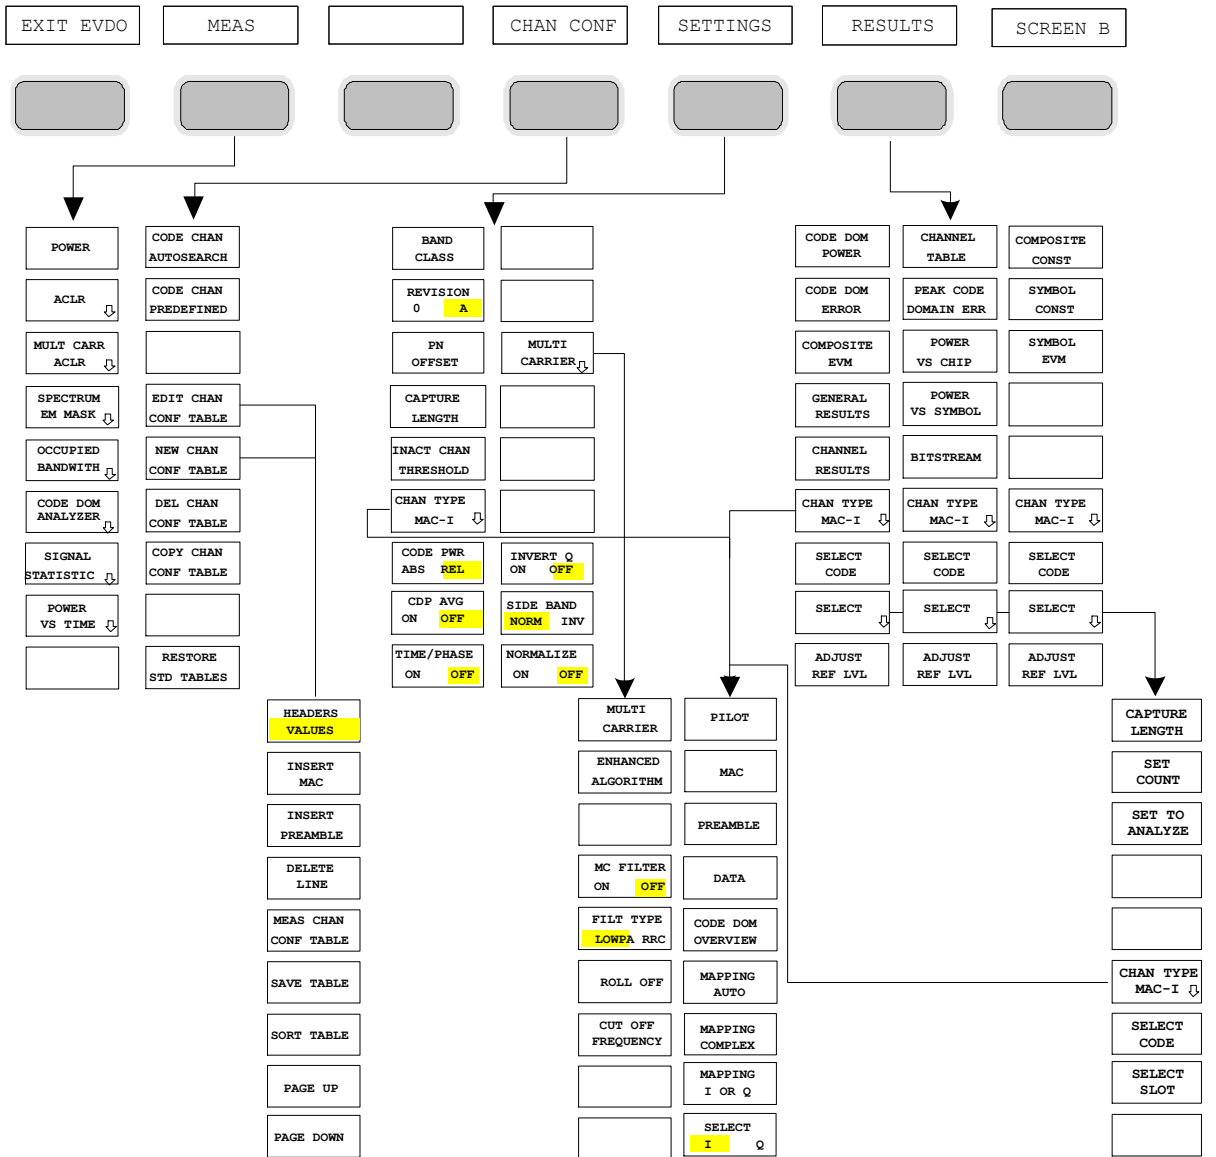 EXIT EVDO
MEAS
CHAN CONF
SETTINGS
RESULTS
SCREEN B
POWER
ACLR
MULT CARR
ACLR
SPECTRUM
EM MASK
OCCUPIED
BANDWITH
CODE DOM
ANALYZER
SIGNAL
STATISTIC
POWER
VS TIME
CODE CHAN
AUTOSEARCH
CODE CHAN
PREDEFINED
EDIT CHAN
CONF TABLE
NEW CHAN
CONF TABLE
DEL CHAN
CONF TABLE
COPY CHAN
CONF TABLE
RESTORE
STD TABLES
HEADERS
VALUES
INSERT
MAC
INSERT
PREAMBLE
DELETE
LINE
MEAS CHAN
CONF TABLE
SAVE TABLE
SORT TABLE
PAGE UP
PAGE DOWN
BAND
CLASS
REVISION
0 A
PN
OFFSET
CAPTURE
LENGTH
INACT CHAN
THRESHOLD
CHAN TYPE
MAC-I
CODE PWR
ABS REL
CDP AVG
ON OFF
TIME/PHASE
ON OFF
MULTI
CARRIER
INVERT Q
ON OFF
SIDE BAND
NORM INV
NORMALIZE
ON OFF
MULTI
CARRIER
ENHANCED
ALGORITHM
MC FILTER
ON OFF
FILT TYPE
LOWPA RRC
ROLL OFF
CUT OFF
FREQUENCY
PILOT
MAC
PREAMBLE
DATA
CODE DOM
OVERVIEW
MAPPING
AUTO
MAPPING
COMPLEX
MAPPING
I OR Q
SELECT
I Q
CODE DOM
POWER
CODE DOM
ERROR
COMPOSITE
EVM
GENERAL
RESULTS
CHANNEL
RESULTS
CHAN TYPE
MAC-I
SELECT
CODE
SELECT
ADJUST
REF LVL
CHANNEL
TABLE
PEAK CODE
DOMAIN ERR
POWER
VS CHIP
POWER
VS SYMBOL
BITSTREAM
CHAN TYPE
MAC-I
SELECT
CODE
SELECT
ADJUST
REF LVL
COMPOSITE
CONST
SYMBOL
CONST
SYMBOL
EVM
CHAN TYPE
MAC-I
SELECT
CODE
SELECT
ADJUST
REF LVL
CAPTURE
LENGTH
SET
COUNT
SET TO
ANALYZE
CHAN TYPE
MAC-I
SELECT
CODE
SELECT
SLOT